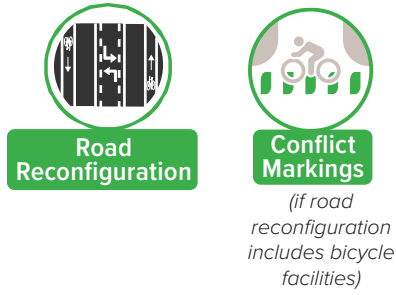 Road
Reconfiguration
Conflict
Markings
(if road
reconfiguration
includes bicycle
facilities)